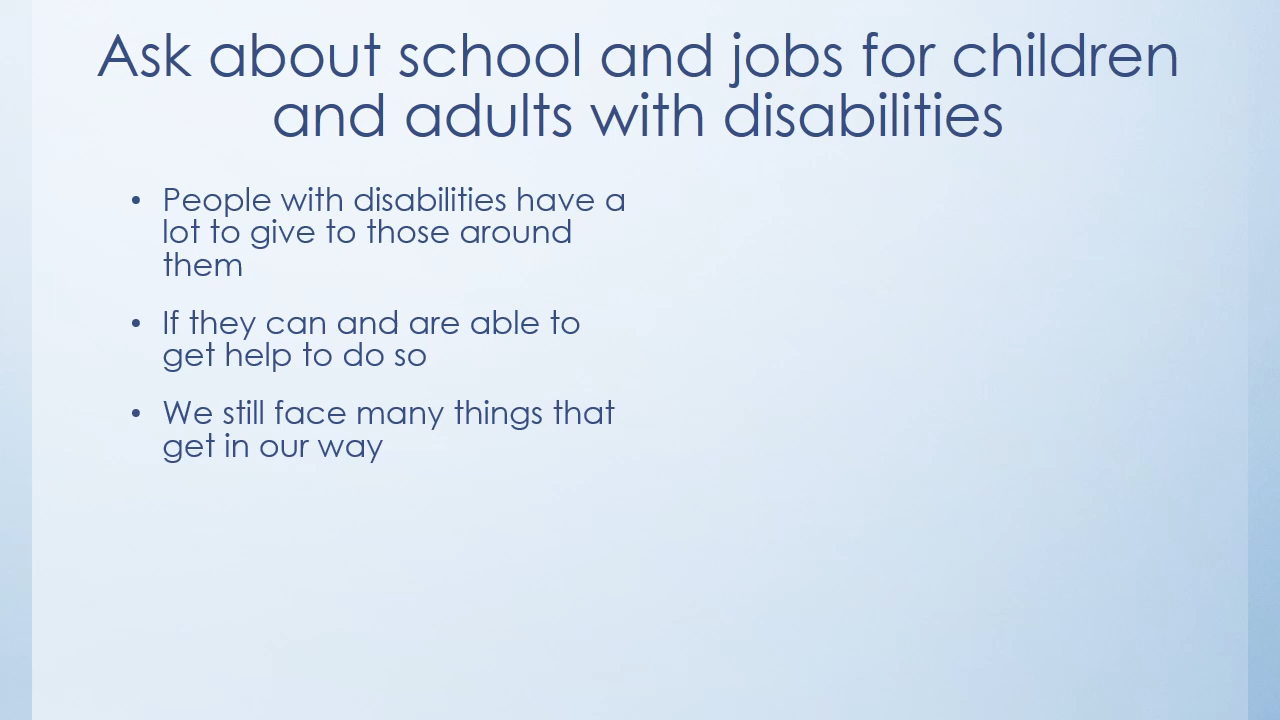 Ask about school and jobs for children
and adults with disabilities
• People with disabilities have a
lot to give to those around
them
• If they can and are able to
get help to do so
• We still face many things that
get in our way